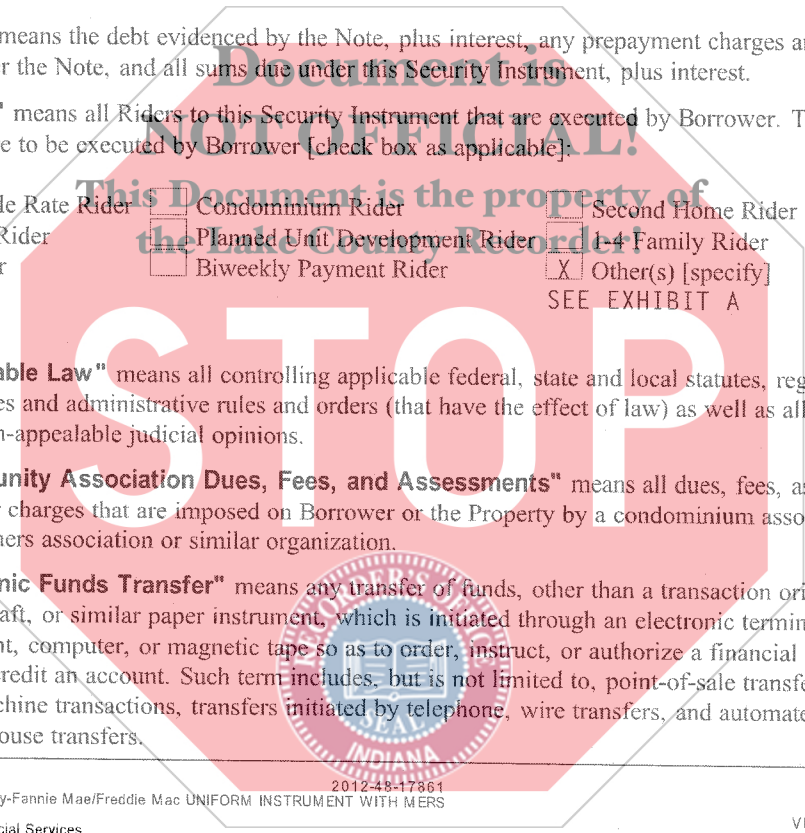 means the debt evidenced by the Note, plus interest, any prepayment charges an
r the Note, and all sums due under this Security Instrument, plus interest.
Document is
" means all Riders to this Security Instrument that are executed by Borrower. T
NOT OFFICIAL!
e to be executed by Borrower [check box as applicable]:
This Document is the property of
le Rate Rider Condominium Rider Second Home Rider
the Lake County Recorder!
Rider Planned Unit Development Rider 1-4 Family Rider
r Biweekly Payment Rider X Other(s) [specify]
SEE EXHIBIT A
STOP
able Law" means all controlling applicable federal, state and local statutes, reg
es and administrative rules and orders (that have the effect of law) as well as all
n-appealable judicial opinions.
unity Association Dues, Fees, and Assessments" means all dues, fees, as
r charges that are imposed on Borrower or the Property by a condominium asso
ners association or similar organization.
nic Funds Transfer" means any transfer of funds, other than a transaction ori
aft, or similar paper instrument, which is initiated through an electronic termin
nt, computer, or magnetic tape so as to order, instruct, or authorize a financial
redit an account. Such term includes, but is not limited to, point-of-sale transfe
chine transactions, transfers initiated by telephone, wire transfers, and automate
ouse transfers.
RECORDER'S OFFICE
SEAL
INDIANA
2012-48-17861
y-Fannie Mae/Freddie Mac UNIFORM INSTRUMENT WITH MERS
cial Services